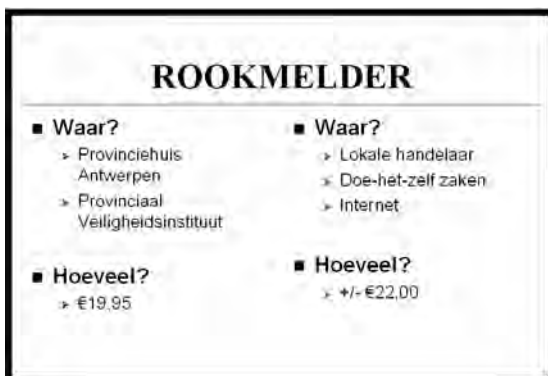 ROOKMELDER
Waar?
Provinciehuis
Antwerpen
Provinciaal
Veiligheidsinstituut
Hoeveel?
€19,95
Waar?
Lokale handelaar
Doe-het-zelf zaken
Internet
Hoeveel?
+/- €22,00